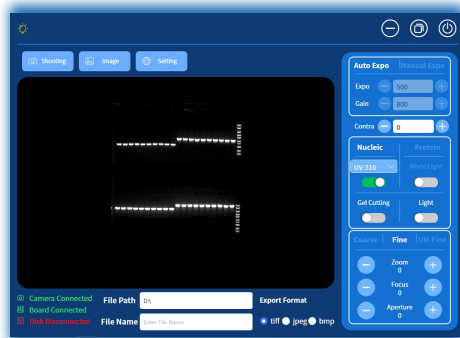 Shooting
Image
Setting
Auto Expo
Manual Expo
Expo
500
Gain
800
Contra
0
Nucleic
Protein
UV-310
White Light
Gel Cutting
Light
Coarse
Fine
Ult-Fine
Zoom
0
Focus
0
Aperture
0
Camera Connected
Board Connected
Disk Disconnected
File Path
D:\
File Name
Enter File Name
Export Format
tiff
jpeg
bmp